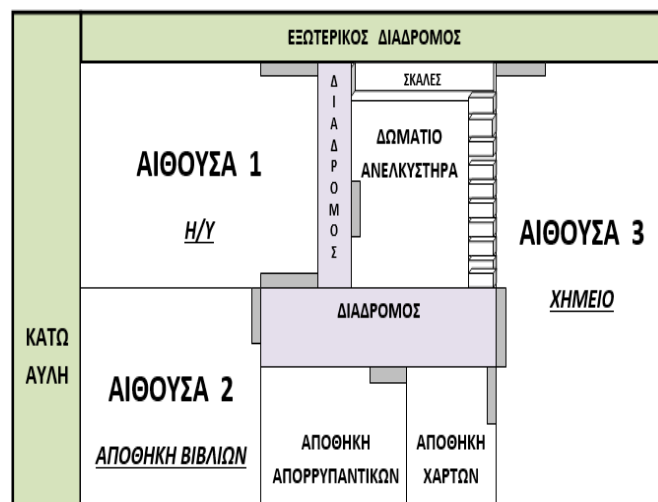 ΕΞΩΤΕΡΙΚΟΣ ΔΙΑΔΡΟΜΟΣ
ΔΙΑΔΡΟΜΟΣ
ΣΚΑΛΕΣ
ΔΩΜΑΤΙΟ
ΑΝΕΛΚΥΣΤΗΡΑ
ΑΙΘΟΥΣΑ 1
Η/Υ
ΑΙΘΟΥΣΑ 3
ΧΗΜΕΙΟ
ΔΙΑΔΡΟΜΟΣ
ΚΑΤΩ
ΑΥΛΗ
ΑΙΘΟΥΣΑ 2
ΑΠΟΘΗΚΗ ΒΙΒΛΙΩΝ
ΑΠΟΘΗΚΗ
ΑΠΟΡΡΥΠΑΝΤΙΚΩΝ
ΑΠΟΘΗΚΗ
ΧΑΡΤΩΝ